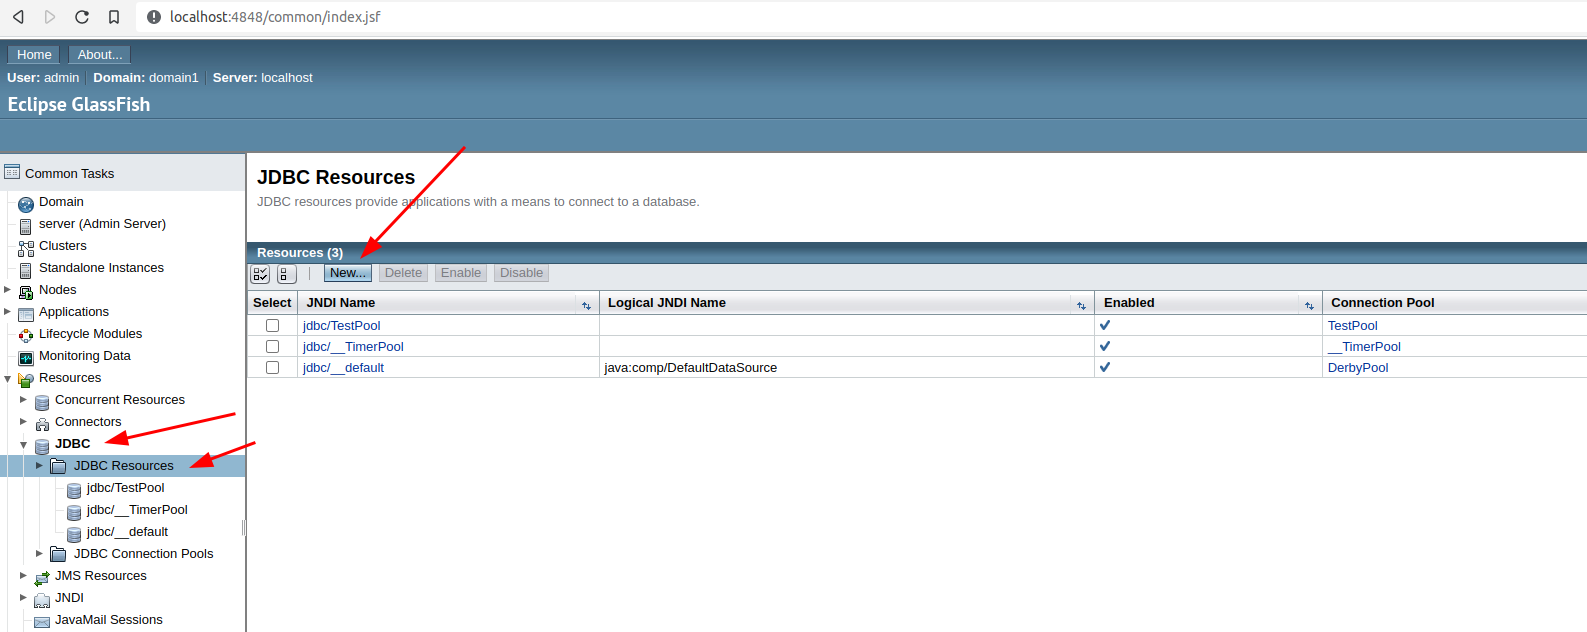 localhost:4848/common/index.jsf
Home About...
User: admin Domain: domain1 Server: localhost
Eclipse GlassFish
Common Tasks
Domain
server (Admin Server)
Clusters
Standalone Instances
Nodes
Applications
Lifecycle Modules
Monitoring Data
Resources
Concurrent Resources
Connectors
JDBC
JDBC Resources
jdbc/TestPool
jdbc/__TimerPool
jdbc/__default
JDBC Connection Pools
JMS Resources
JNDI
JavaMail Sessions
JDBC Resources
JDBC resources provide applications with a means to connect to a database.
Resources (3)
New... Delete Enable Disable
Select JNDI Name Logical JNDI Name Enabled Connection Pool
jdbc/TestPool TestPool
jdbc/__TimerPool __TimerPool
jdbc/__default java:comp/DefaultDataSource DerbyPool